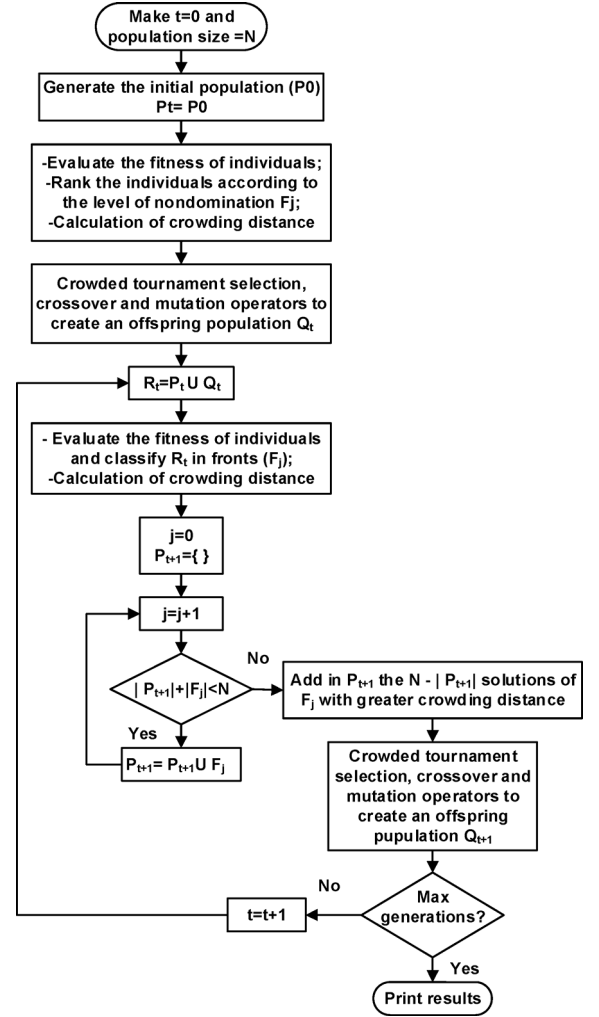 Make t=0 and
population size =N
Generate the initial population (P0)
Pt= P0
-Evaluate the fitness of individuals;
-Rank the individuals according to
the level of nondomination Fj;
-Calculation of crowding distance
Crowded tournament selection,
crossover and mutation operators to
create an offspring population Qt
Rt=Pt U Qt
- Evaluate the fitness of individuals
and classify Rt in fronts (Fj);
-Calculation of crowding distance
j=0
Pt+1={ }
j=j+1
| Pt+1|+|Fj|<N
No
Yes
Pt+1= Pt+1U Fj
Add in Pt+1 the N - | Pt+1| solutions of
Fj with greater crowding distance
Crowded tournament
selection, crossover and
mutation operators to
create an offspring
pupulation Qt+1
Max
generations?
No
t=t+1
Yes
Print results